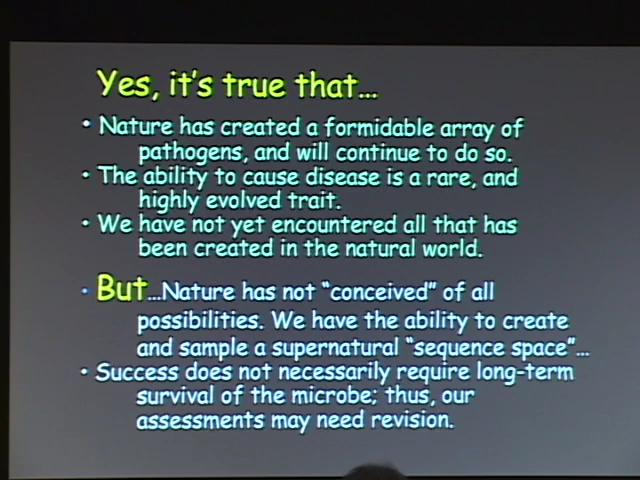 Yes, it's true that...
• Nature has created a formidable array of
pathogens, and will continue to do so.
• The ability to cause disease is a rare, and
highly evolved trait.
• We have not yet encountered all that has
been created in the natural world.
• But...Nature has not "conceived" of all
possibilities. We have the ability to create
and sample a supernatural "sequence space"...
• Success does not necessarily require long-term
survival of the microbe; thus, our
assessments may need revision.